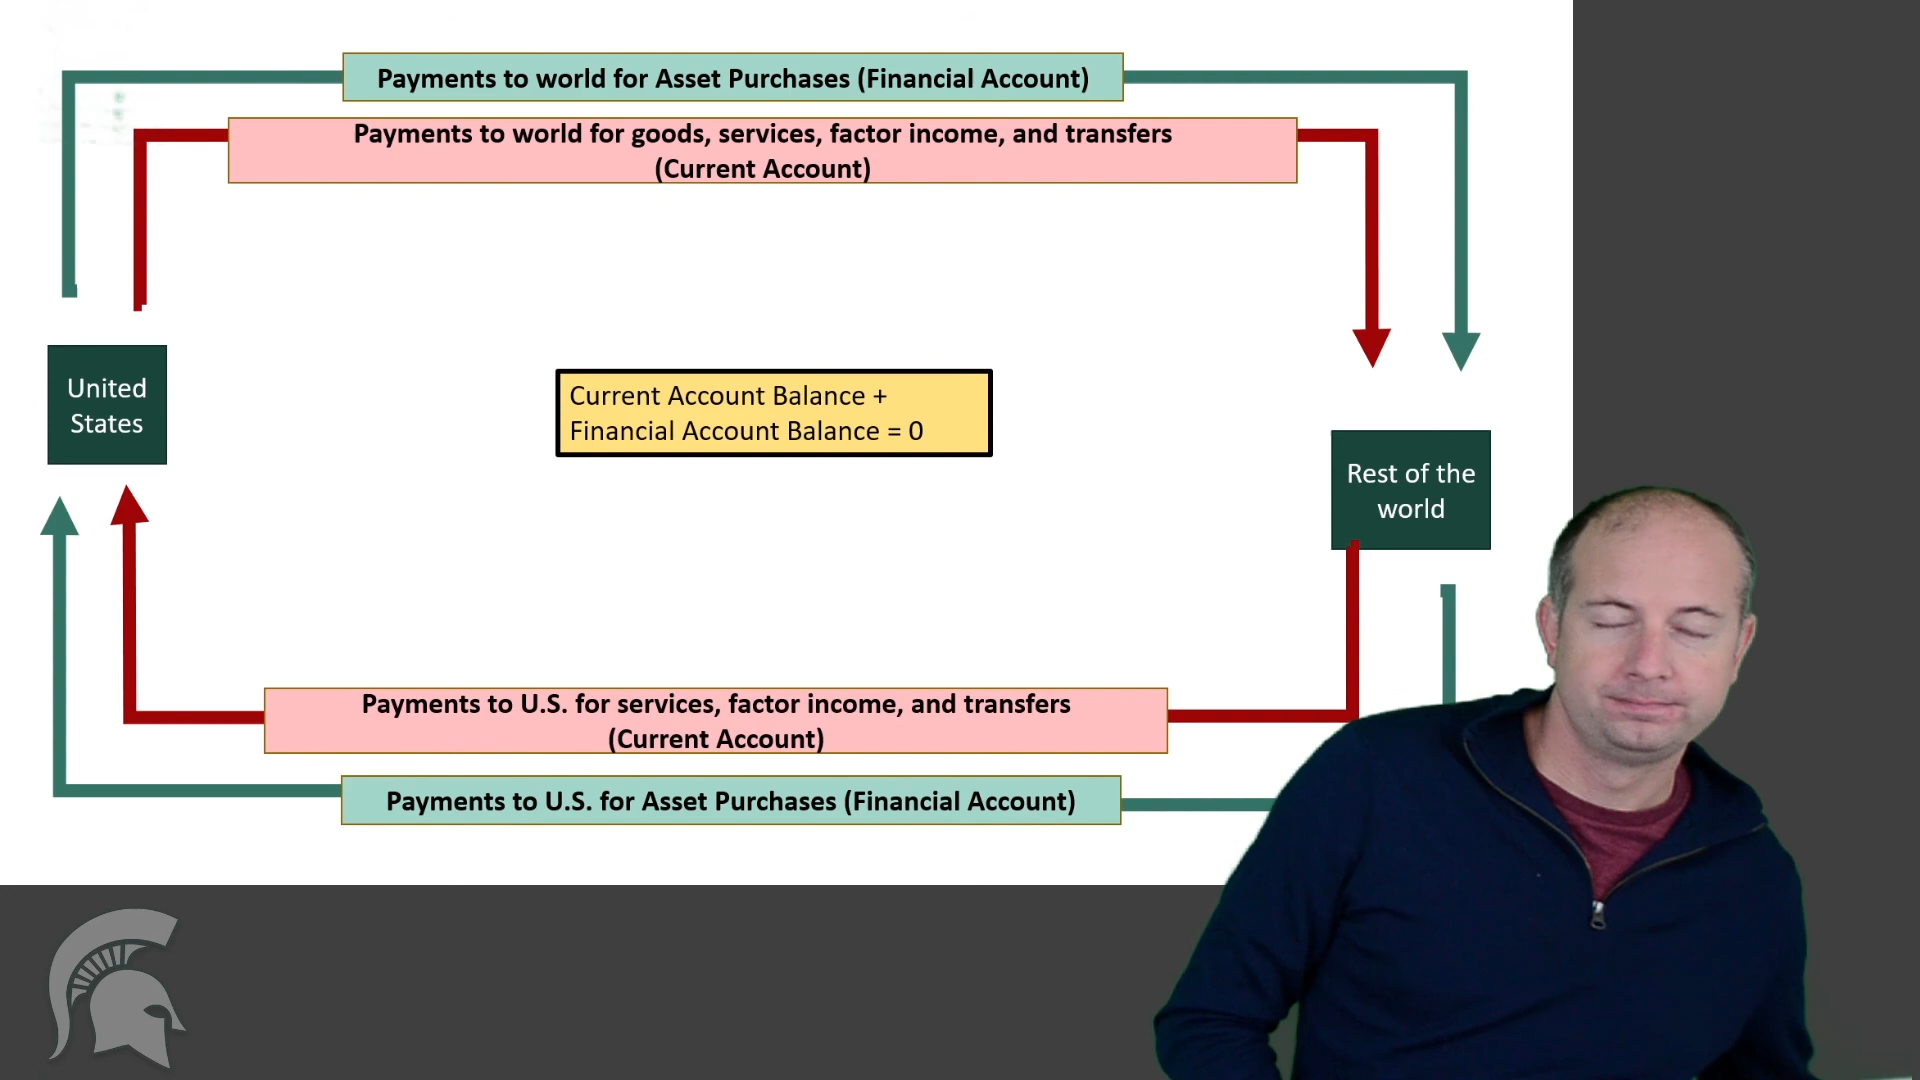 Payments to world for Asset Purchases (Financial Account)
Payments to world for goods, services, factor income, and transfers
(Current Account)
United
States
Current Account Balance +
Financial Account Balance = 0
Rest of the
world
Payments to U.S. for services, factor income, and transfers
(Current Account)
Payments to U.S. for Asset Purchases (Financial Account)